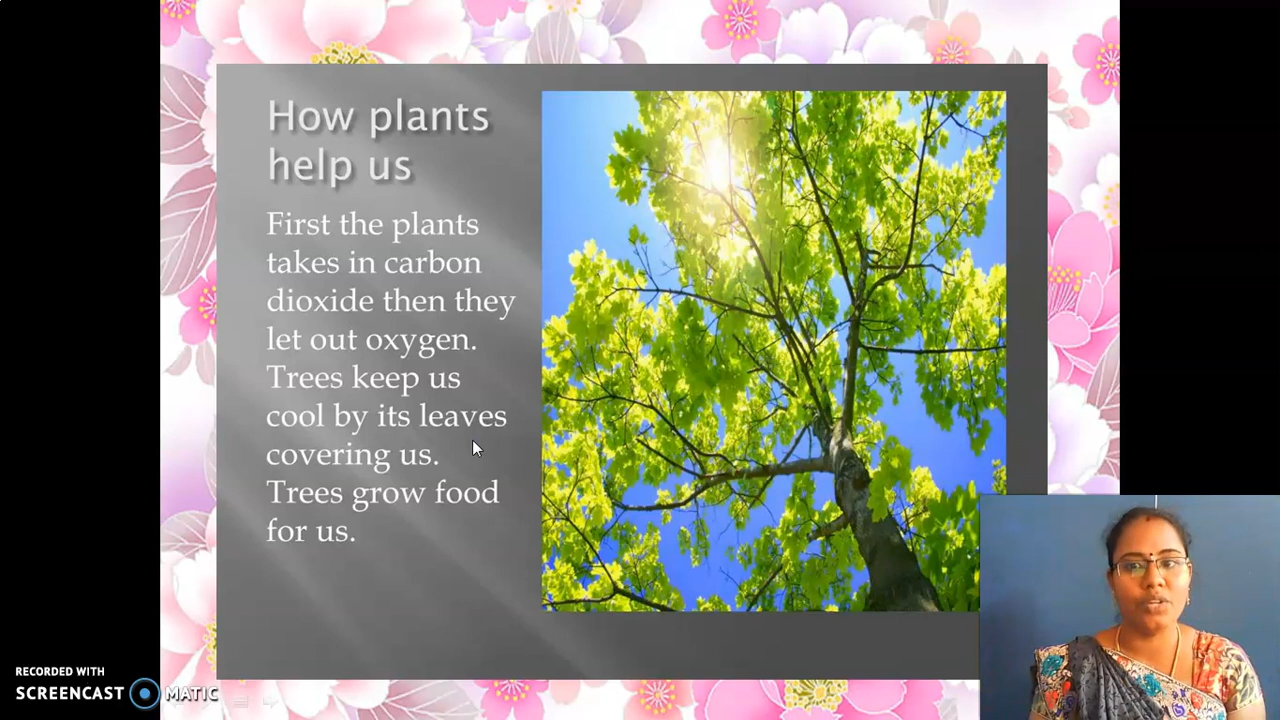 How plants
help us
First the plants
takes in carbon
dioxide then they
let out oxygen.
Trees keep us
cool by its leaves
covering us.
Trees grow food
for us.
RECORDED WITH
SCREENCAST MATIC